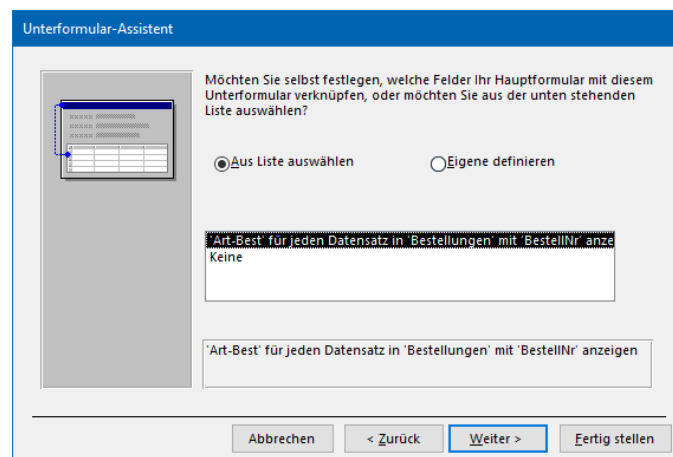 Unterformular-Assistent
Möchten Sie selbst festlegen, welche Felder Ihr Hauptformular mit diesem
Unterformular verknüpfen, oder möchten Sie aus der unten stehenden
Liste auswählen?
Aus Liste auswählen Eigene definieren
'Art-Best' für jeden Datensatz in 'Bestellungen' mit 'BestellNr' anze
Keine
'Art-Best' für jeden Datensatz in 'Bestellungen' mit 'BestellNr' anzeigen
Abbrechen < Zurück Weiter > Fertig stellen